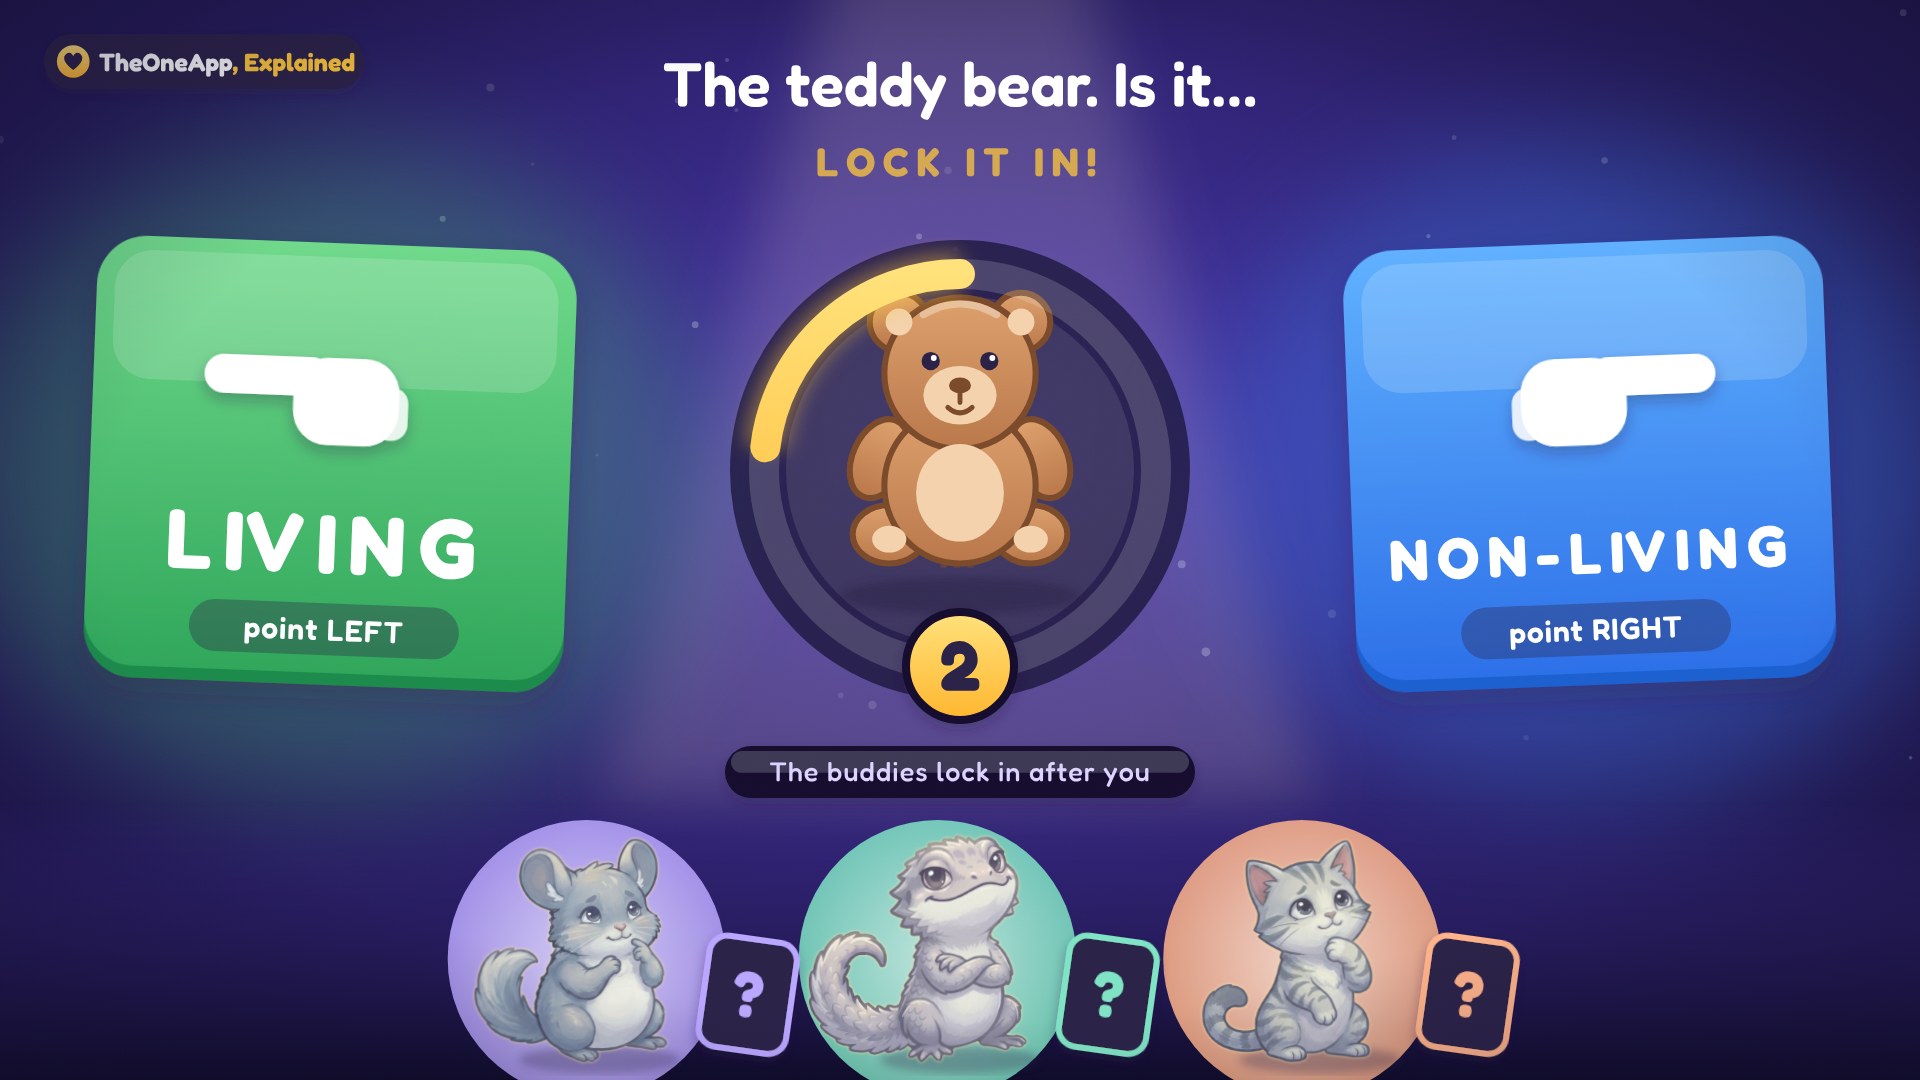 TheOneApp, Explained
The teddy bear. Is it...
LOCK IT IN!
LIVING
point LEFT
NON-LIVING
point RIGHT
2
The buddies lock in after you
?
?
?